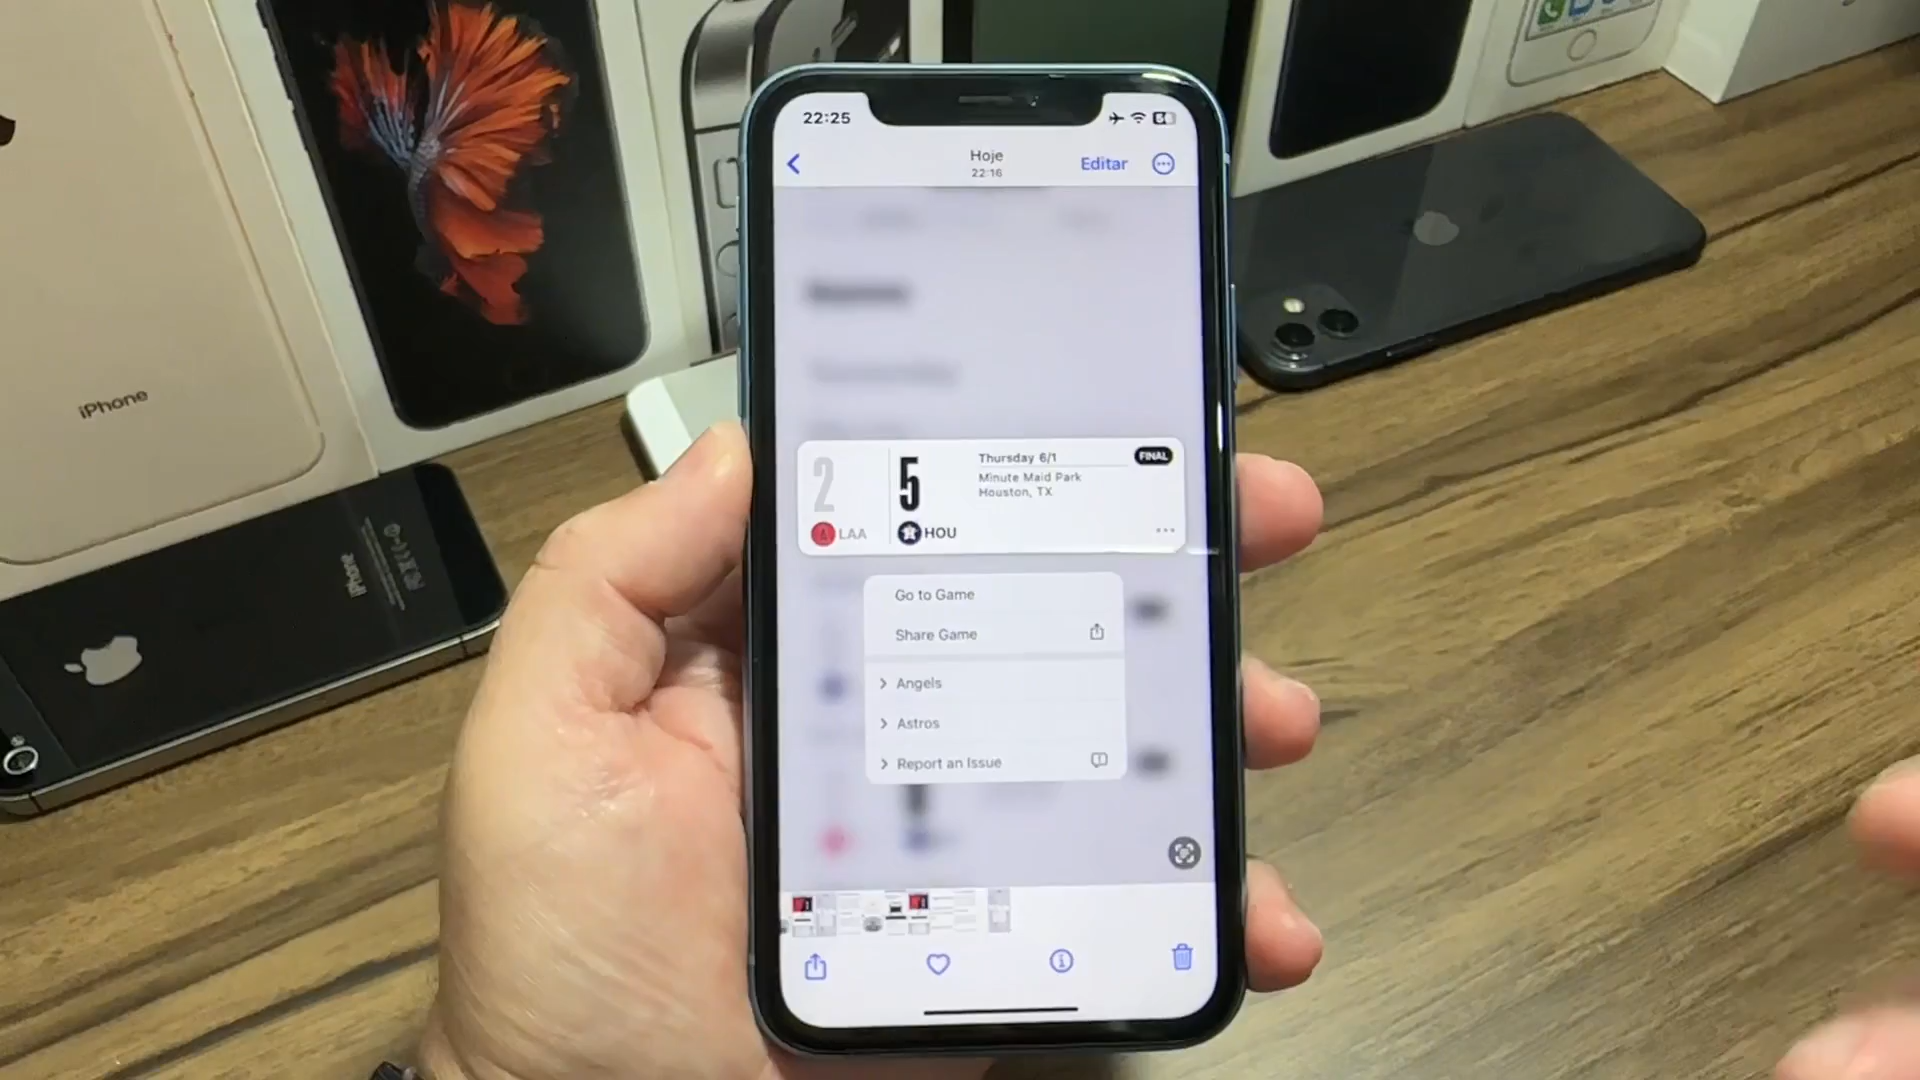 22:25
64
Hoje
22:16
Editar
2
5
Thursday 6/1
FINAL
Minute Maid Park
Houston, TX
LAA
HOU
Go to Game
Share Game
Angels
Astros
Report an Issue
iPhone
iPhone